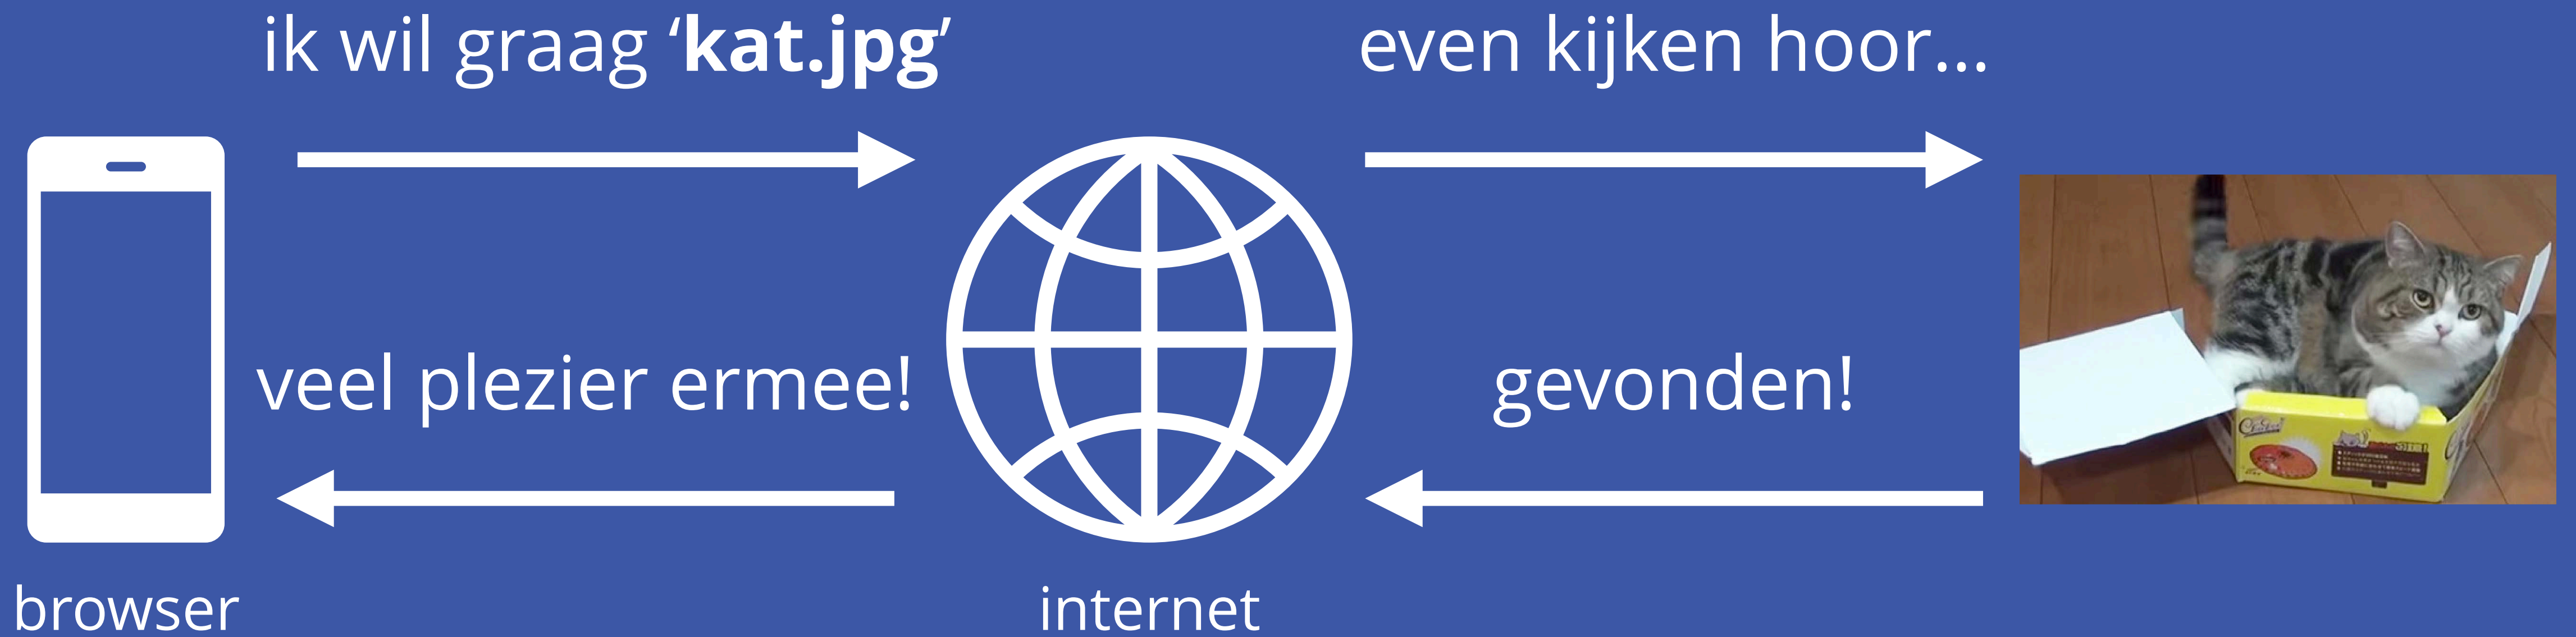 ik wil graag ‘kat.jpg’
even kijken hoor...
veel plezier ermee!
gevonden!
browser
internet